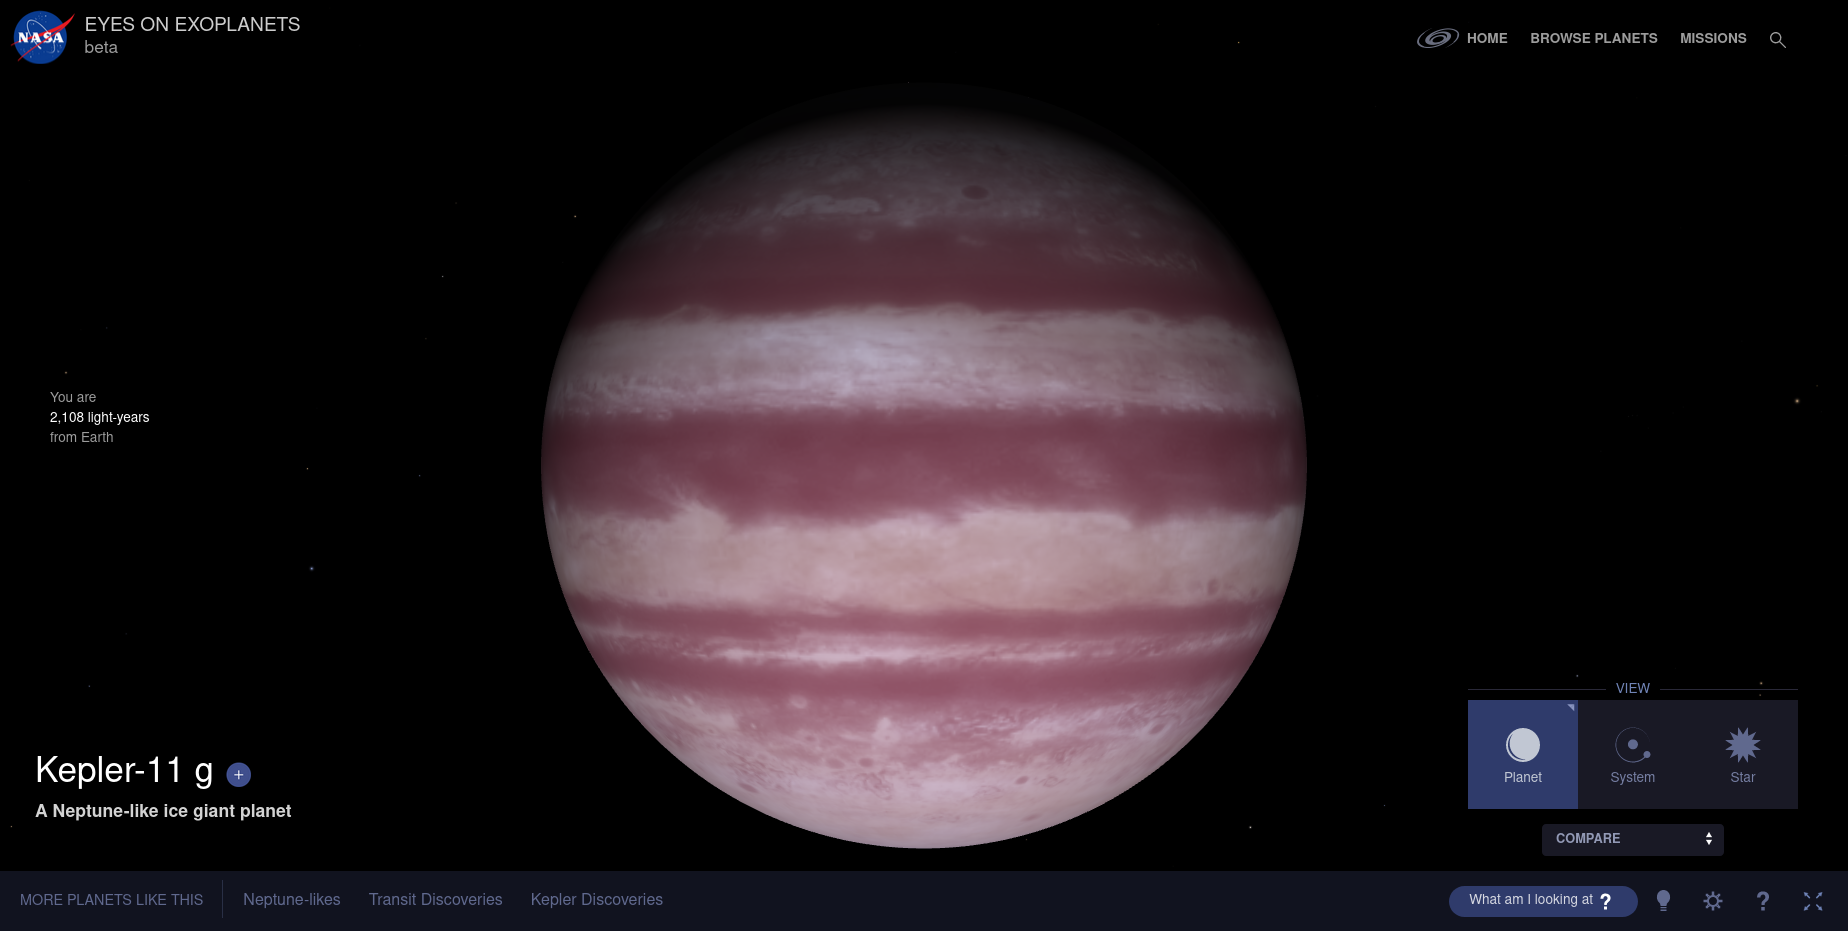 NASA
EYES ON EXOPLANETS
beta
HOME
BROWSE PLANETS
MISSIONS
You are
2,108 light-years
from Earth
Kepler-11 g
+
A Neptune-like ice giant planet
VIEW
Planet
System
Star
COMPARE
MORE PLANETS LIKE THIS
Neptune-likes
Transit Discoveries
Kepler Discoveries
What am I looking at ?
?